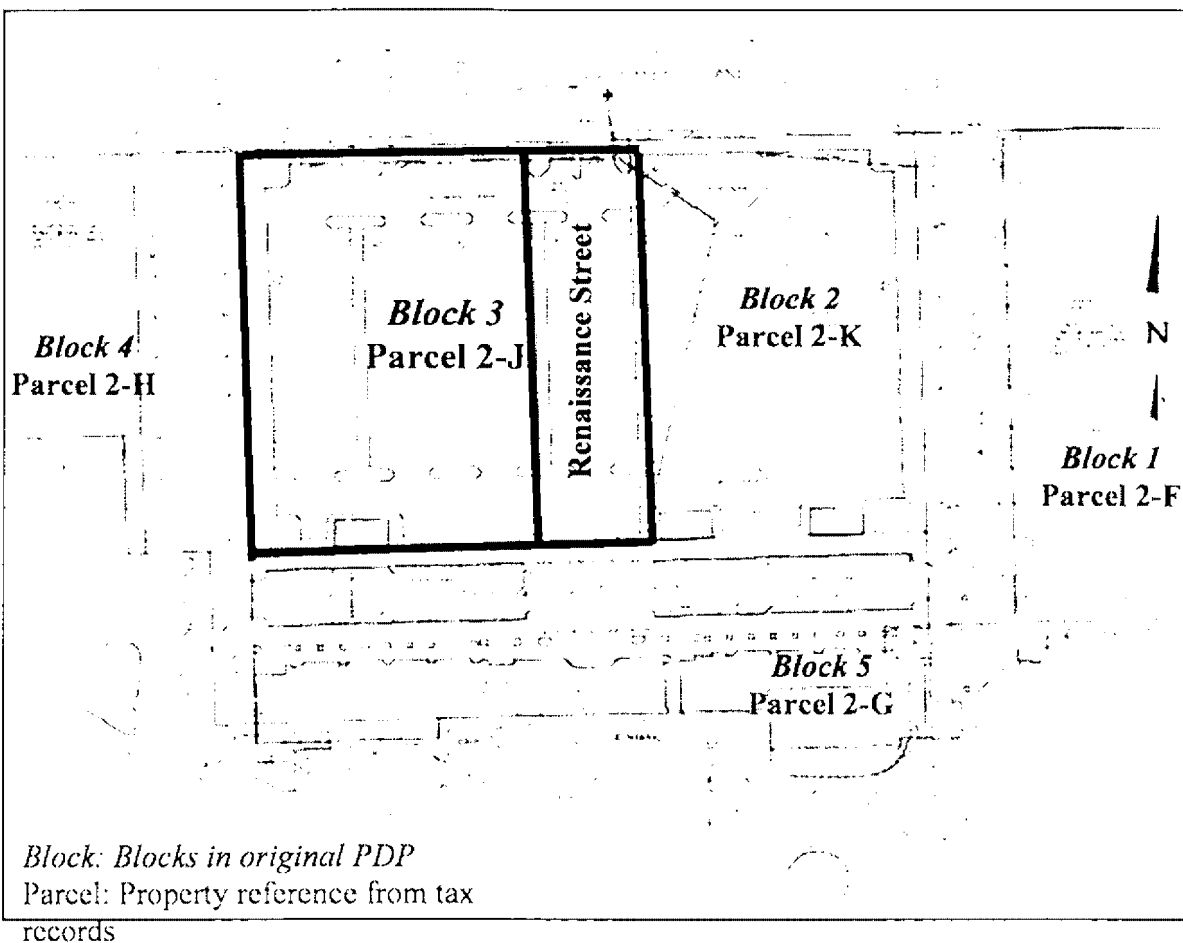 Block 4
Parcel 2-H
Block 3
Parcel 2-J
Renaissance Street
Block 2
Parcel 2-K
N
Block 1
Parcel 2-F
Block 5
Parcel 2-G
Block: Blocks in original PDP
Parcel: Property reference from tax
records